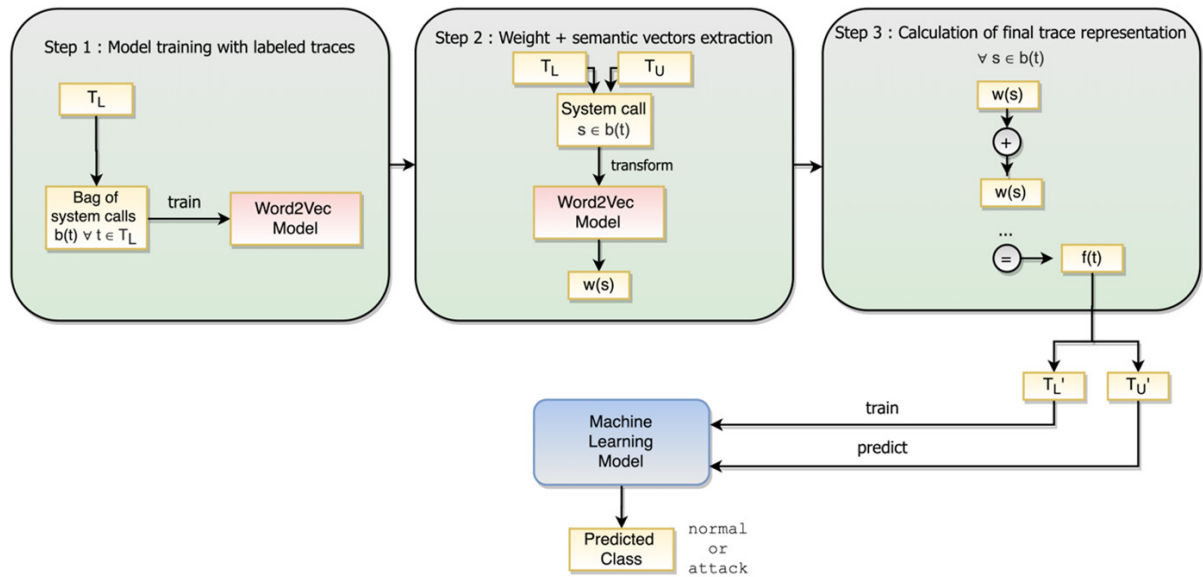 Step 1 : Model training with labeled traces
T_L
Bag of
system calls
b(t) ∀ t ∈ T_L
train
Word2Vec
Model
Step 2 : Weight + semantic vectors extraction
T_L
T_U
System call
s ∈ b(t)
transform
Word2Vec
Model
w(s)
Step 3 : Calculation of final trace representation
∀ s ∈ b(t)
w(s)
+
w(s)
...
=
f(t)
T_L'
T_U'
train
predict
Machine
Learning
Model
Predicted
Class
normal
or
attack